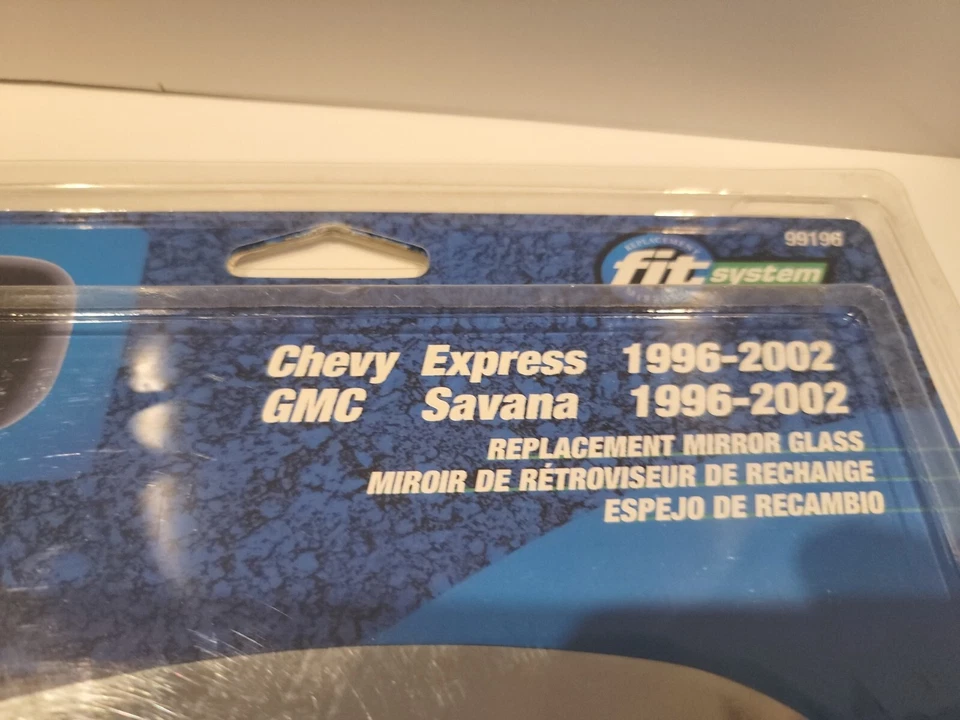 99196
REPLACEMENT
fit system
Chevy Express 1996-2002
GMC Savana 1996-2002
REPLACEMENT MIRROR GLASS
MIROIR DE RÉTROVISEUR DE RECHANGE
ESPEJO DE RECAMBIO